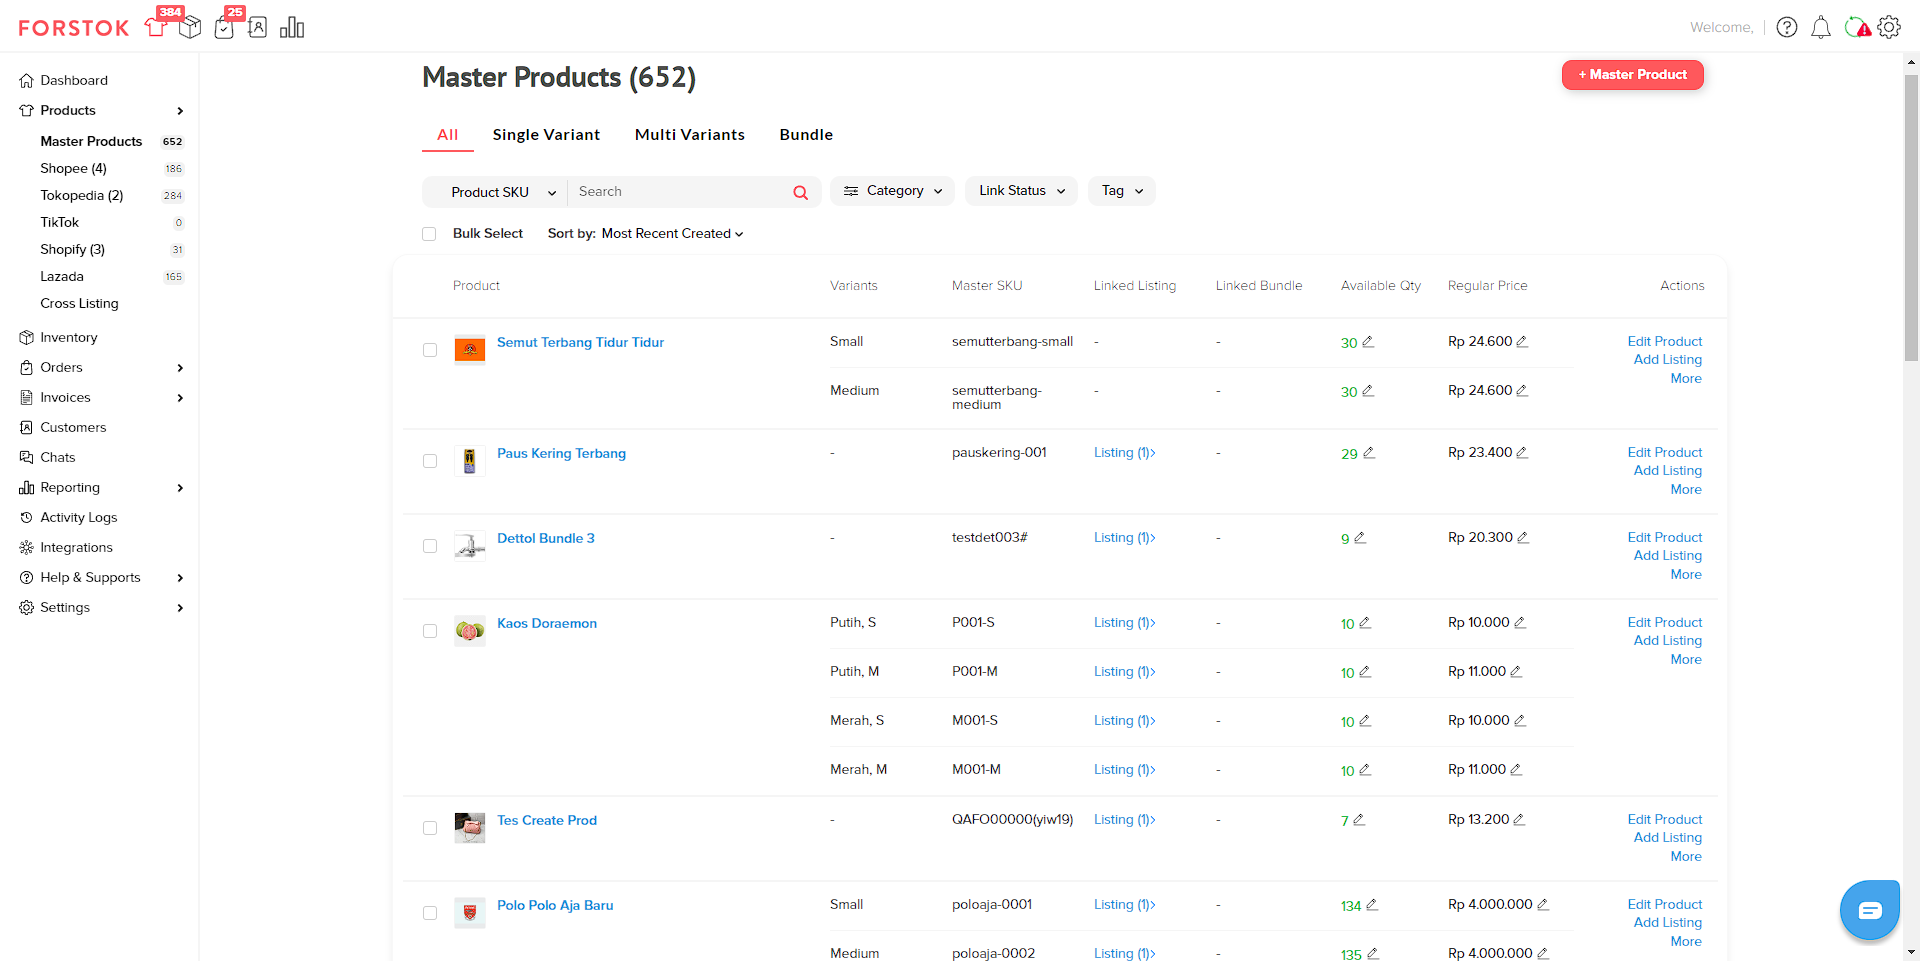 FORSTOK
384
25
Welcome,
Dashboard
Products
Master Products 652
Shopee (4) 186
Tokopedia (2) 284
TikTok 0
Shopify (3) 31
Lazada 165
Cross Listing
Inventory
Orders
Invoices
Customers
Chats
Reporting
Activity Logs
Integrations
Help & Supports
Settings
Master Products (652)
+ Master Product
All Single Variant Multi Variants Bundle
Product SKU Search Category Link Status Tag
Bulk Select Sort by: Most Recent Created
Product Variants Master SKU Linked Listing Linked Bundle Available Qty Regular Price Actions
Semut Terbang Tidur Tidur Small semutterbang-small - - 30 Rp 24.600 Edit Product
Add Listing
More
Medium semutterbang- - - 30 Rp 24.600
medium
Paus Kering Terbang - pauskering-001 Listing (1)> - 29 Rp 23.400 Edit Product
Add Listing
More
Dettol Bundle 3 - testdet003# Listing (1)> - 9 Rp 20.300 Edit Product
Add Listing
More
Kaos Doraemon Putih, S P001-S Listing (1)> - 10 Rp 10.000 Edit Product
Add Listing
More
Putih, M P001-M Listing (1)> - 10 Rp 11.000
Merah, S M001-S Listing (1)> - 10 Rp 10.000
Merah, M M001-M Listing (1)> - 10 Rp 11.000
Tes Create Prod - QAFO00000(yiw19) Listing (1)> - 7 Rp 13.200 Edit Product
Add Listing
More
Polo Polo Aja Baru Small poloaja-0001 Listing (1)> - 134 Rp 4.000.000 Edit Product
Add Listing
More
Medium poloaja-0002 Listing (1)> - 135 Rp 4.000.000